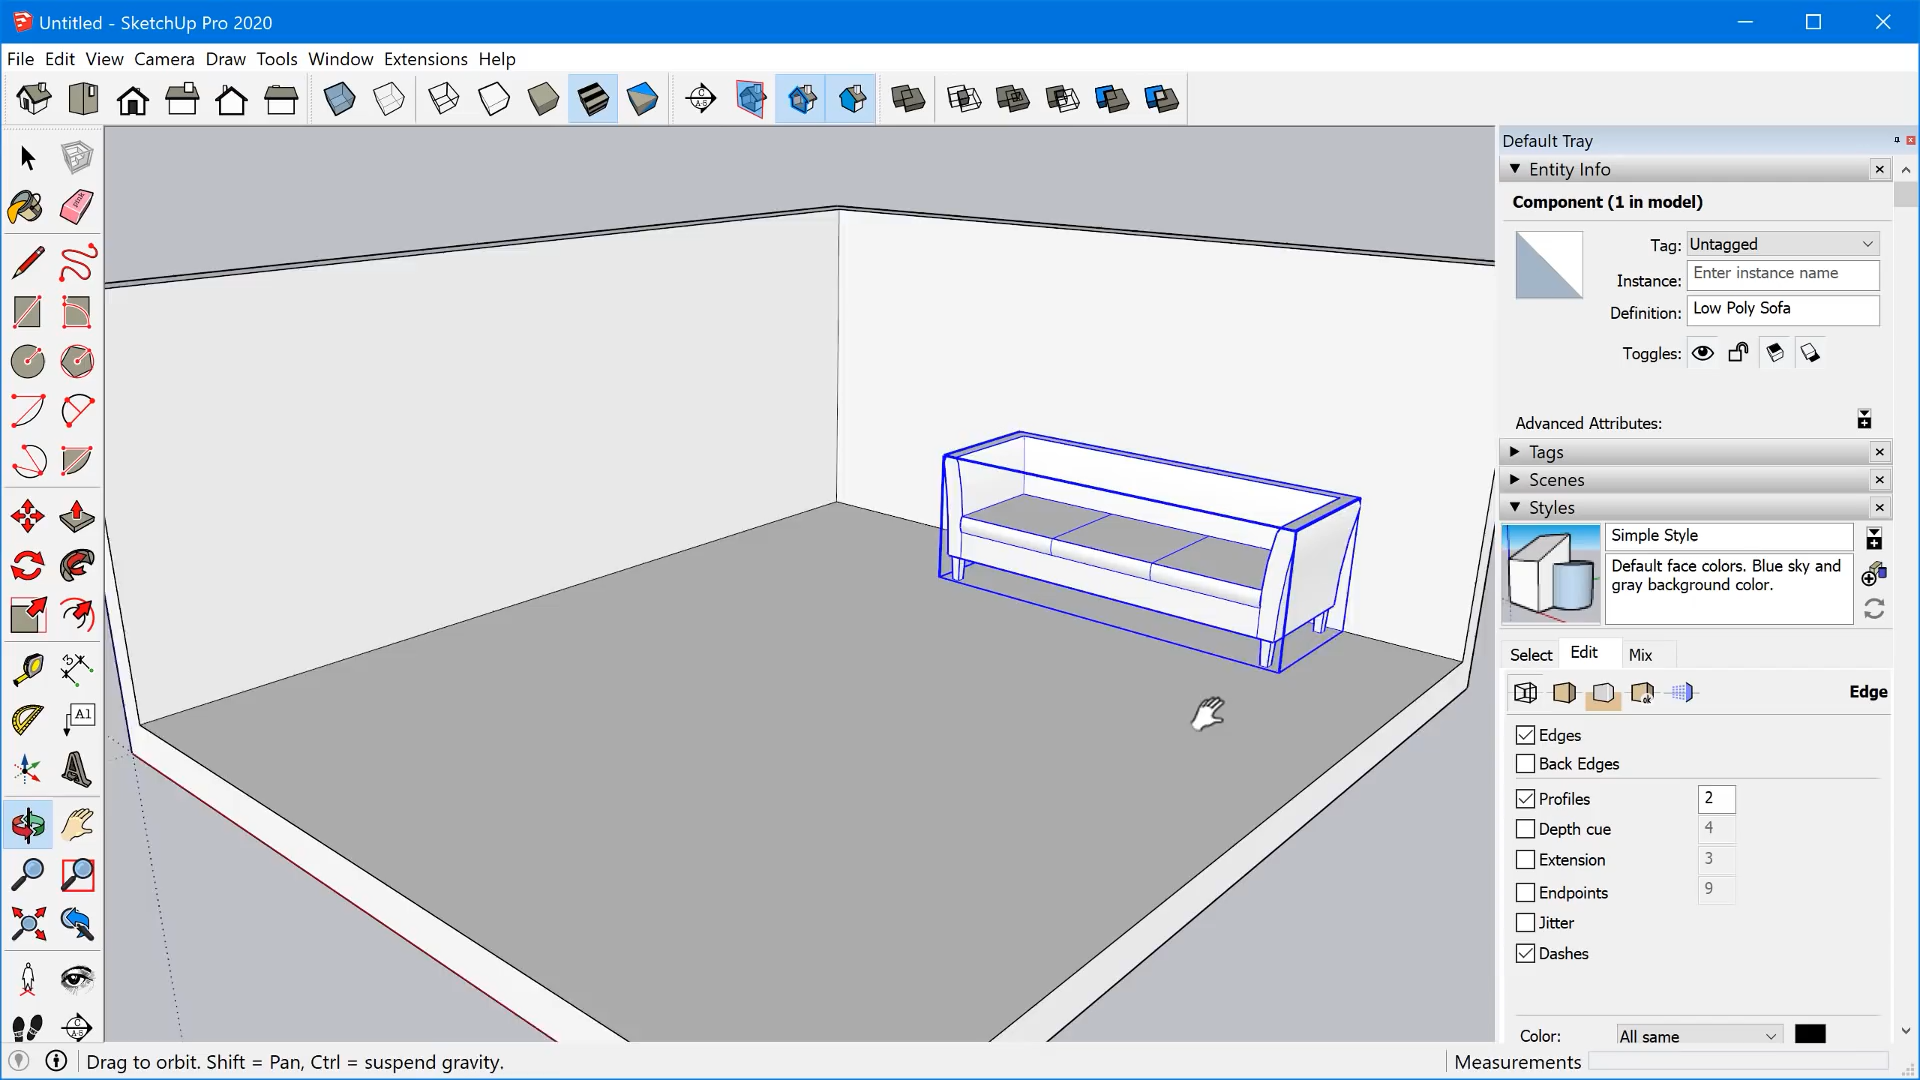 Untitled - SketchUp Pro 2020
File Edit View Camera Draw Tools Window Extensions Help
Default Tray
Entity Info
Component (1 in model)
Tag: Untagged
Instance: Enter instance name
Definition: Low Poly Sofa
Toggles:
Advanced Attributes:
Tags
Scenes
Styles
Simple Style
Default face colors. Blue sky and
gray background color.
Select Edit Mix
Edge
Edges
Back Edges
Profiles 2
Depth cue 4
Extension 3
Endpoints 9
Jitter
Dashes
Color: All same
Drag to orbit. Shift = Pan, Ctrl = suspend gravity.
Measurements